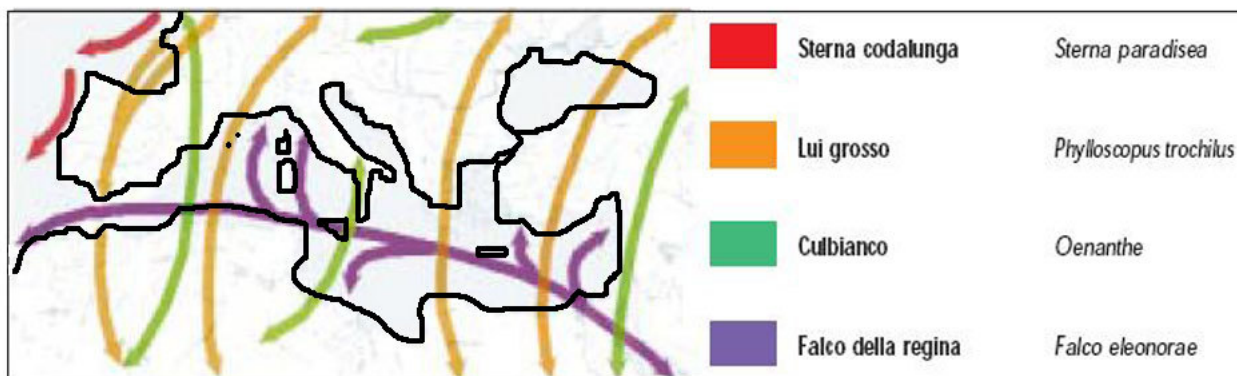 Sterna codalunga Sterna paradisea
Lui grosso Phylloscopus trochilus
Culbianco Oenanthe
Falco della regina Falco eleonorae